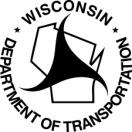 WISCONSIN
DEPARTMENT OF TRANSPORTATION